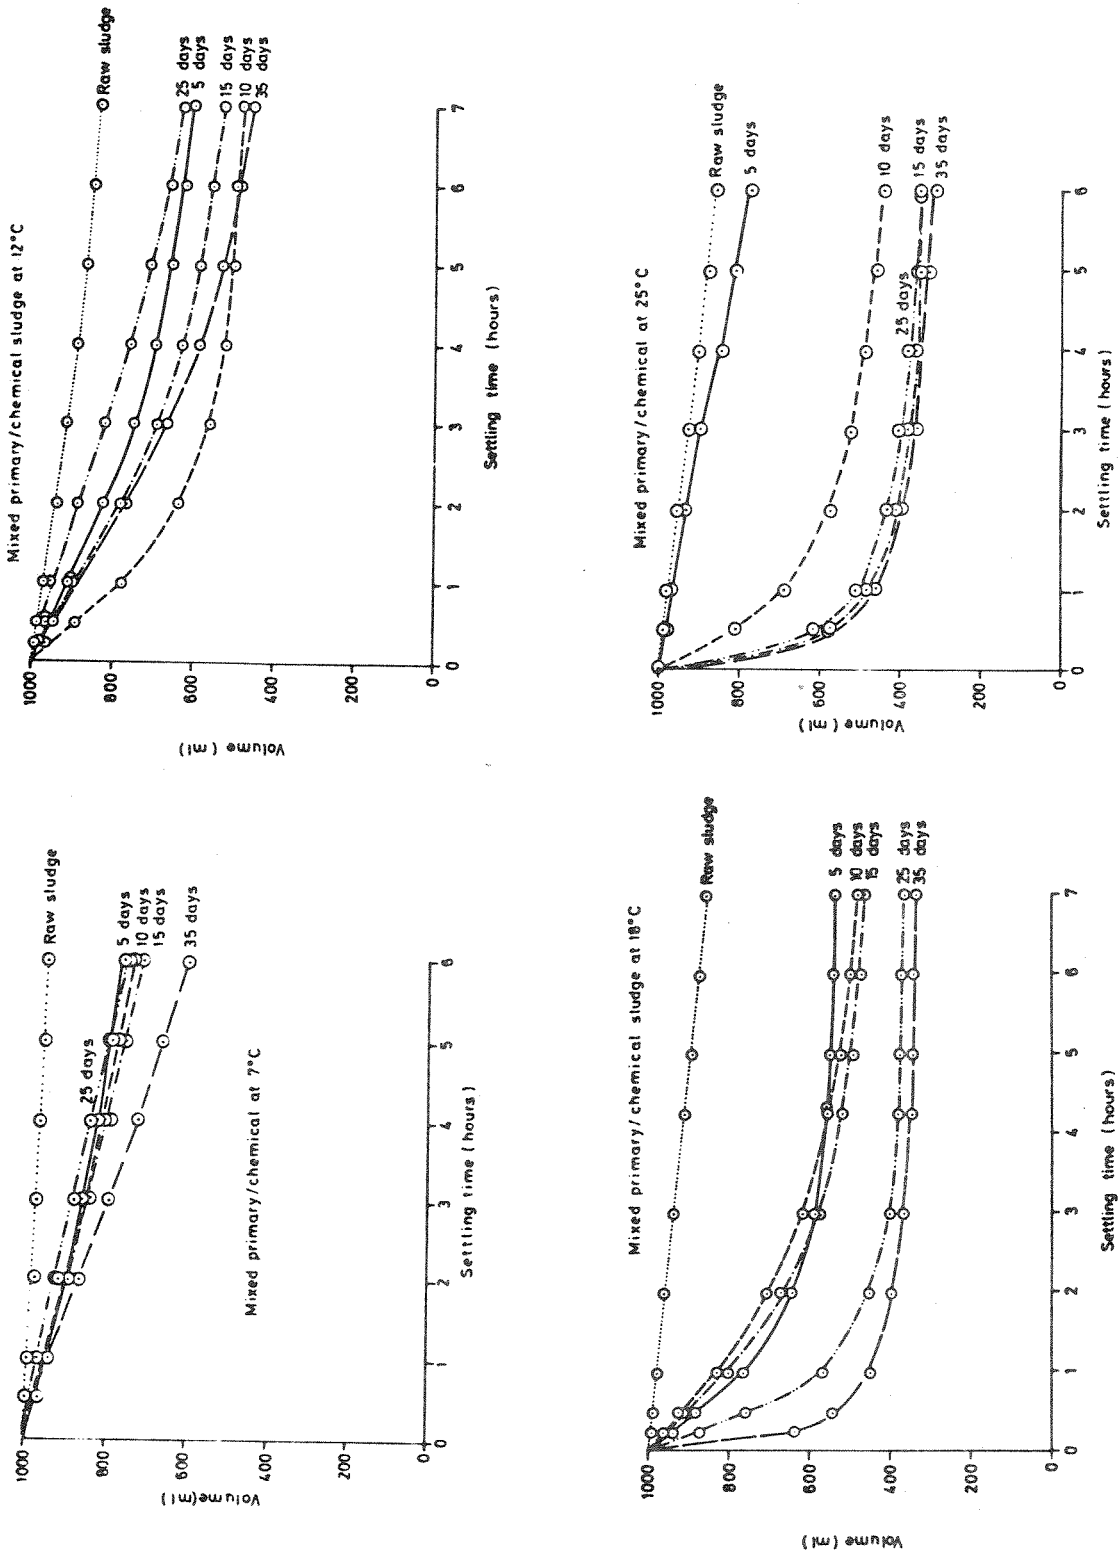 Mixed primary/chemical at 7°C
Volume(ml)
1000
800
600
400
200
0
0
1
2
3
4
5
6
Settling time (hours)
Raw sludge
25 days
5 days
10 days
15 days
35 days
Mixed primary/chemical sludge at 12°C
Volume (ml)
1000
800
600
400
200
0
0
1
2
3
4
5
6
7
Settling time (hours)
Raw sludge
25 days
5 days
15 days
10 days
35 days
Mixed primary/chemical sludge at 18°C
Volume (ml)
1000
800
600
400
200
0
0
1
2
3
4
5
6
7
Settling time (hours)
Raw sludge
5 days
10 days
15 days
25 days
35 days
Mixed primary/chemical at 25°C
Volume (ml)
1000
800
600
400
200
0
0
1
2
3
4
5
6
Settling time (hours)
Raw sludge
5 days
10 days
25 days
15 days
35 days